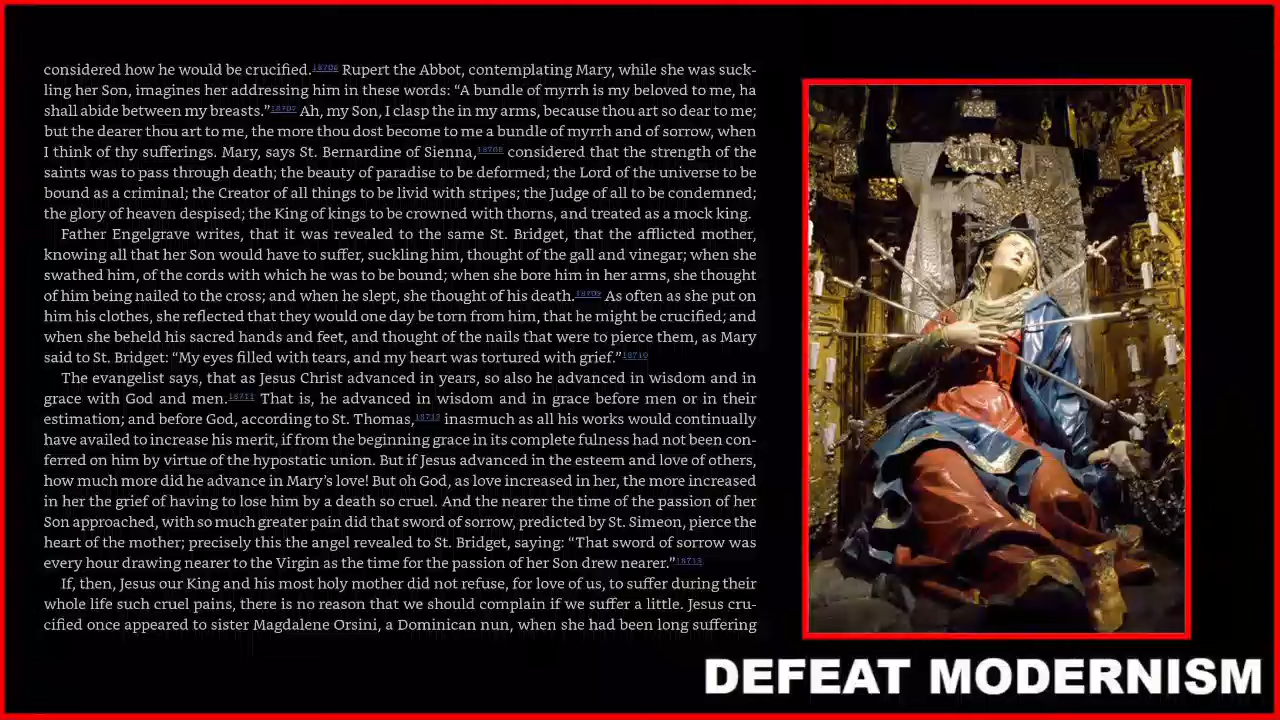 considered how he would be crucified.18706 Rupert the Abbot, contemplating Mary, while she was suck-
ling her Son, imagines her addressing him in these words: “A bundle of myrrh is my beloved to me, ha
shall abide between my breasts.”18707 Ah, my Son, I clasp the in my arms, because thou art so dear to me;
but the dearer thou art to me, the more thou dost become to me a bundle of myrrh and of sorrow, when
I think of thy sufferings. Mary, says St. Bernardine of Sienna,18708 considered that the strength of the
saints was to pass through death; the beauty of paradise to be deformed; the Lord of the universe to be
bound as a criminal; the Creator of all things to be livid with stripes; the Judge of all to be condemned;
the glory of heaven despised; the King of kings to be crowned with thorns, and treated as a mock king.
Father Engelgrave writes, that it was revealed to the same St. Bridget, that the afflicted mother,
knowing all that her Son would have to suffer, suckling him, thought of the gall and vinegar; when she
swathed him, of the cords with which he was to be bound; when she bore him in her arms, she thought
of him being nailed to the cross; and when he slept, she thought of his death.18709 As often as she put on
him his clothes, she reflected that they would one day be torn from him, that he might be crucified; and
when she beheld his sacred hands and feet, and thought of the nails that were to pierce them, as Mary
said to St. Bridget: “My eyes filled with tears, and my heart was tortured with grief.”18710
The evangelist says, that as Jesus Christ advanced in years, so also he advanced in wisdom and in
grace with God and men.18711 That is, he advanced in wisdom and in grace before men or in their
estimation; and before God, according to St. Thomas,18712 inasmuch as all his works would continually
have availed to increase his merit, if from the beginning grace in its complete fulness had not been con-
ferred on him by virtue of the hypostatic union. But if Jesus advanced in the esteem and love of others,
how much more did he advance in Mary’s love! But oh God, as love increased in her, the more increased
in her the grief of having to lose him by a death so cruel. And the nearer the time of the passion of her
Son approached, with so much greater pain did that sword of sorrow, predicted by St. Simeon, pierce the
heart of the mother; precisely this the angel revealed to St. Bridget, saying: “That sword of sorrow was
every hour drawing nearer to the Virgin as the time for the passion of her Son drew nearer.”18713
If, then, Jesus our King and his most holy mother did not refuse, for love of us, to suffer during their
whole life such cruel pains, there is no reason that we should complain if we suffer a little. Jesus cru-
cified once appeared to sister Magdalene Orsini, a Dominican nun, when she had been long suffering
DEFEAT MODERNISM